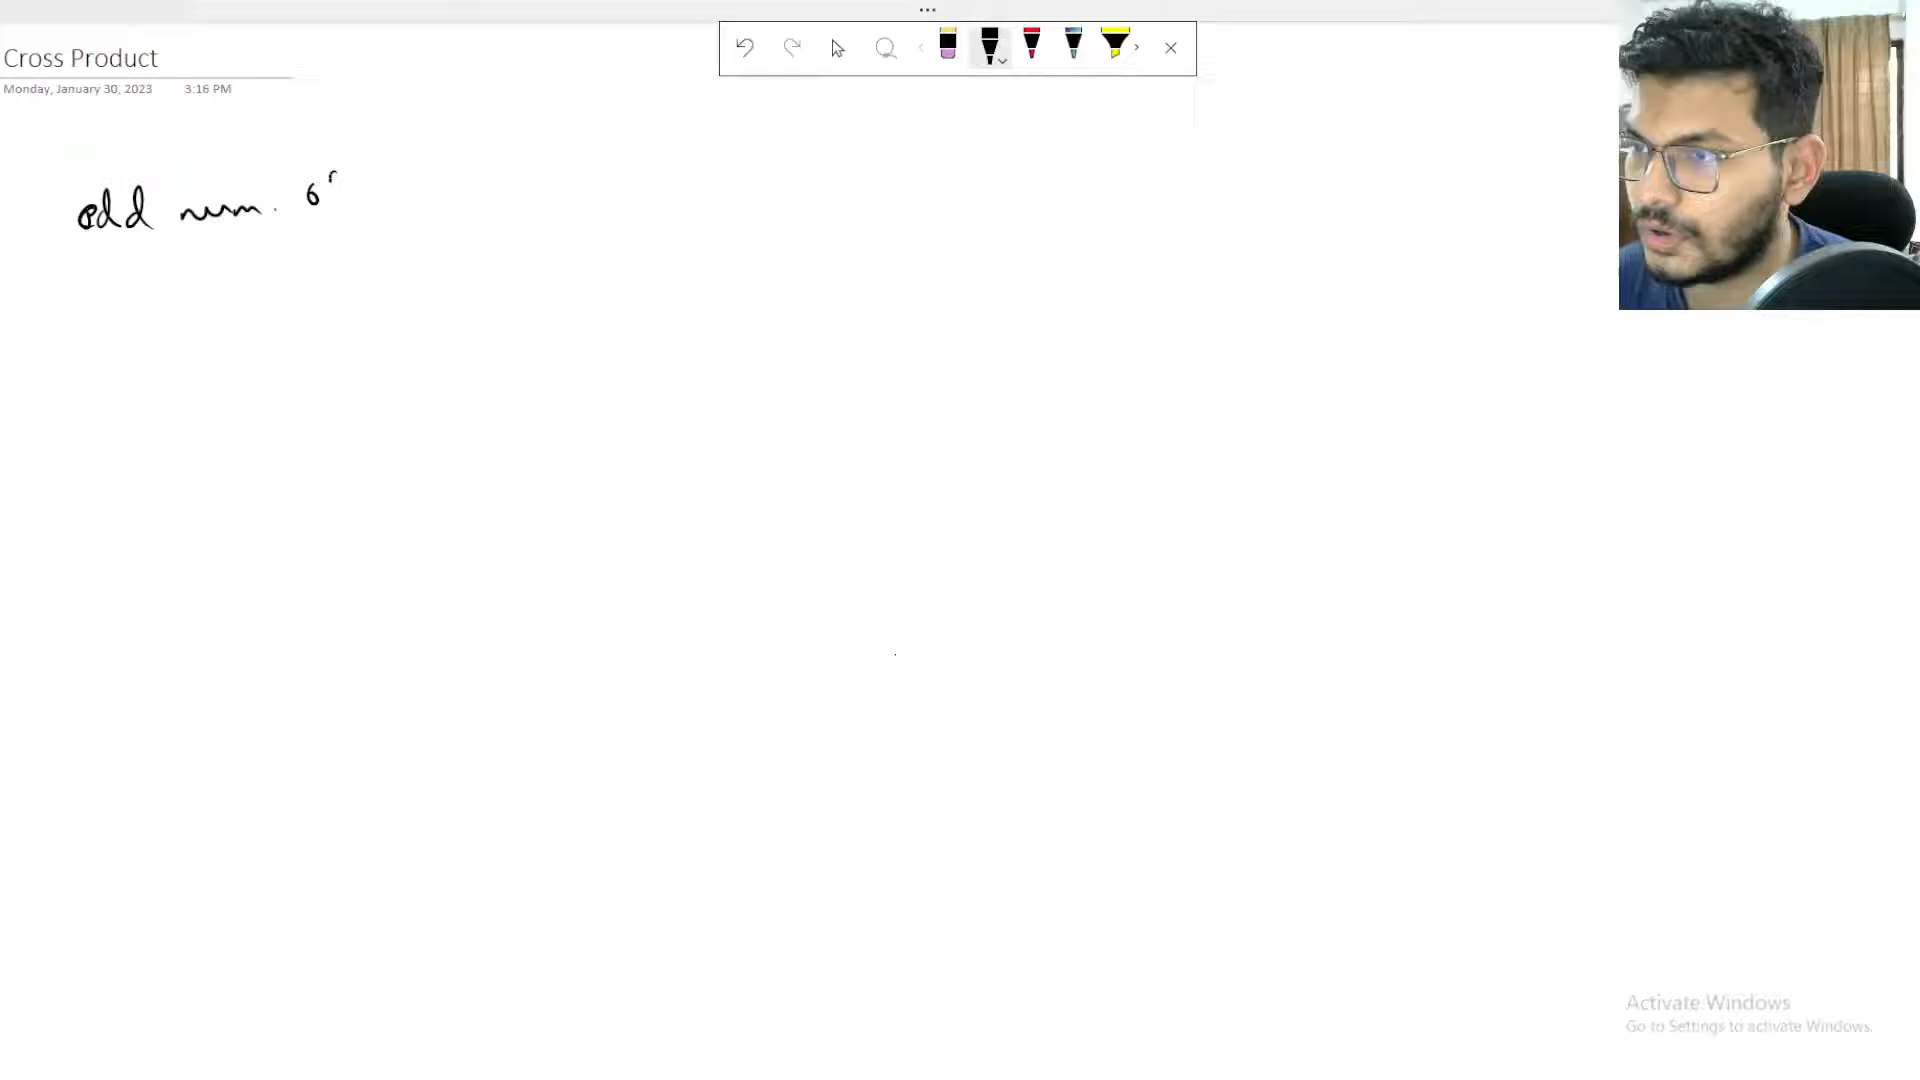 Cross Product
Monday, January 30, 2023 3:16 PM
odd num. 6
Activate Windows
Go to Settings to activate Windows.